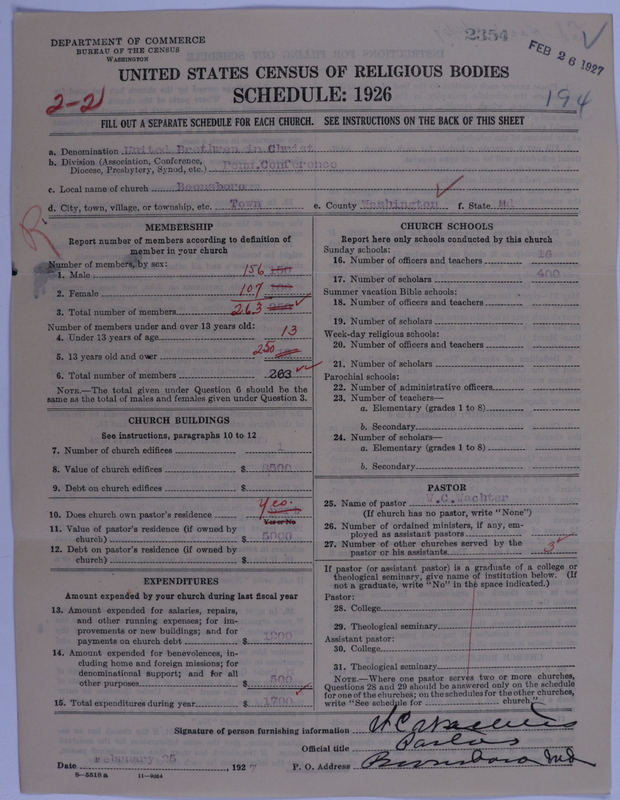 2354
FEB 26 1927
DEPARTMENT OF COMMERCE
BUREAU OF THE CENSUS
WASHINGTON
UNITED STATES CENSUS OF RELIGIOUS BODIES
SCHEDULE: 1926
2-21
194
FILL OUT A SEPARATE SCHEDULE FOR EACH CHURCH. SEE INSTRUCTIONS ON THE BACK OF THIS SHEET
a. Denomination United Brethren in Christ
b. Division (Association, Conference,
Diocese, Presbytery, Synod, etc.) Penn. Conference
c. Local name of church Boonsboro
d. City, town, village, or township, etc. Town e. County Washington f. State Md
R
MEMBERSHIP
Report number of members according to definition of
member in your church
Number of members, by sex:
1. Male 156
2. Female 107
3. Total number of members 263
Number of members under and over 13 years old:
4. Under 13 years of age 13
5. 13 years old and over 250
6. Total number of members 263
NOTE.—The total given under Question 6 should be the
same as the total of males and females given under Question 3.
CHURCH BUILDINGS
See instructions, paragraphs 10 to 12
7. Number of church edifices 1
8. Value of church edifices $ 8500
9. Debt on church edifices $
10. Does church own pastor's residence Yes.
Yes or No
11. Value of pastor's residence (if owned by
church) $ 5000
12. Debt on pastor's residence (if owned by
church) $
EXPENDITURES
Amount expended by your church during last fiscal year
13. Amount expended for salaries, repairs,
and other running expenses; for im-
provements or new buildings; and for
payments on church debt $ 1200
14. Amount expended for benevolences, in-
cluding home and foreign missions; for
denominational support; and for all
other purposes $ 500
15. Total expenditures during year $ 1700
CHURCH SCHOOLS
Report here only schools conducted by this church
Sunday schools:
16. Number of officers and teachers 16
17. Number of scholars 400
Summer vacation Bible schools:
18. Number of officers and teachers
19. Number of scholars
Week-day religious schools:
20. Number of officers and teachers
21. Number of scholars
Parochial schools:
22. Number of administrative officers
23. Number of teachers—
a. Elementary (grades 1 to 8)
b. Secondary
24. Number of scholars—
a. Elementary (grades 1 to 8)
b. Secondary
PASTOR
25. Name of pastor W.C.Wachter
(If church has no pastor, write "None")
26. Number of ordained ministers, if any, em-
ployed as assistant pastors
27. Number of other churches served by the
pastor or his assistants 3
If pastor (or assistant pastor) is a graduate of a college or
theological seminary, give name of institution below. (If
not a graduate, write "No" in the space indicated.)
Pastor:
28. College
29. Theological seminary
Assistant pastor:
30. College
31. Theological seminary
NOTE.—Where one pastor serves two or more churches,
Questions 28 and 29 should be answered only on the schedule
for one of the churches; on the schedules for the other churches,
write "See schedule for church."
Signature of person furnishing information W C Wachter
Official title Pastor
Date February 25 1927 P. O. Address Boonsboro Md
8—5518a 11—9264